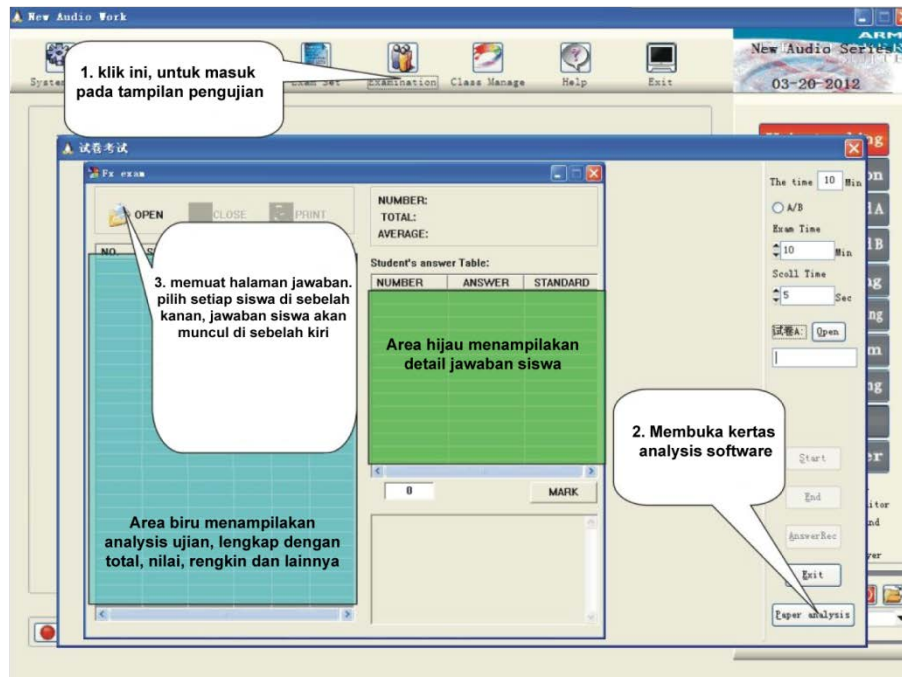 New Audio Work
ARM
New Audio Series
03-20-2012
Examination
Class Manage
Help
Exit
1. klik ini, untuk masuk
pada tampilan pengujian
试卷考试
Fx exam
OPEN
CLOSE
PRINT
NUMBER:
TOTAL:
AVERAGE:
NO.
Student's answer Table:
NUMBER ANSWER STANDARD
3. memuat halaman jawaban.
pilih setiap siswa di sebelah
kanan, jawaban siswa akan
muncul di sebelah kiri
Area hijau menampilakan
detail jawaban siswa
Area biru menampilakan
analysis ujian, lengkap dengan
total, nilai, rengkin dan lainnya
0
MARK
2. Membuka kertas
analysis software
The time 10 Min
A/B
Exam Time
10 Min
Scoll Time
5 Sec
试卷A: Open
Start
End
AnswerRec
Exit
Paper analysis